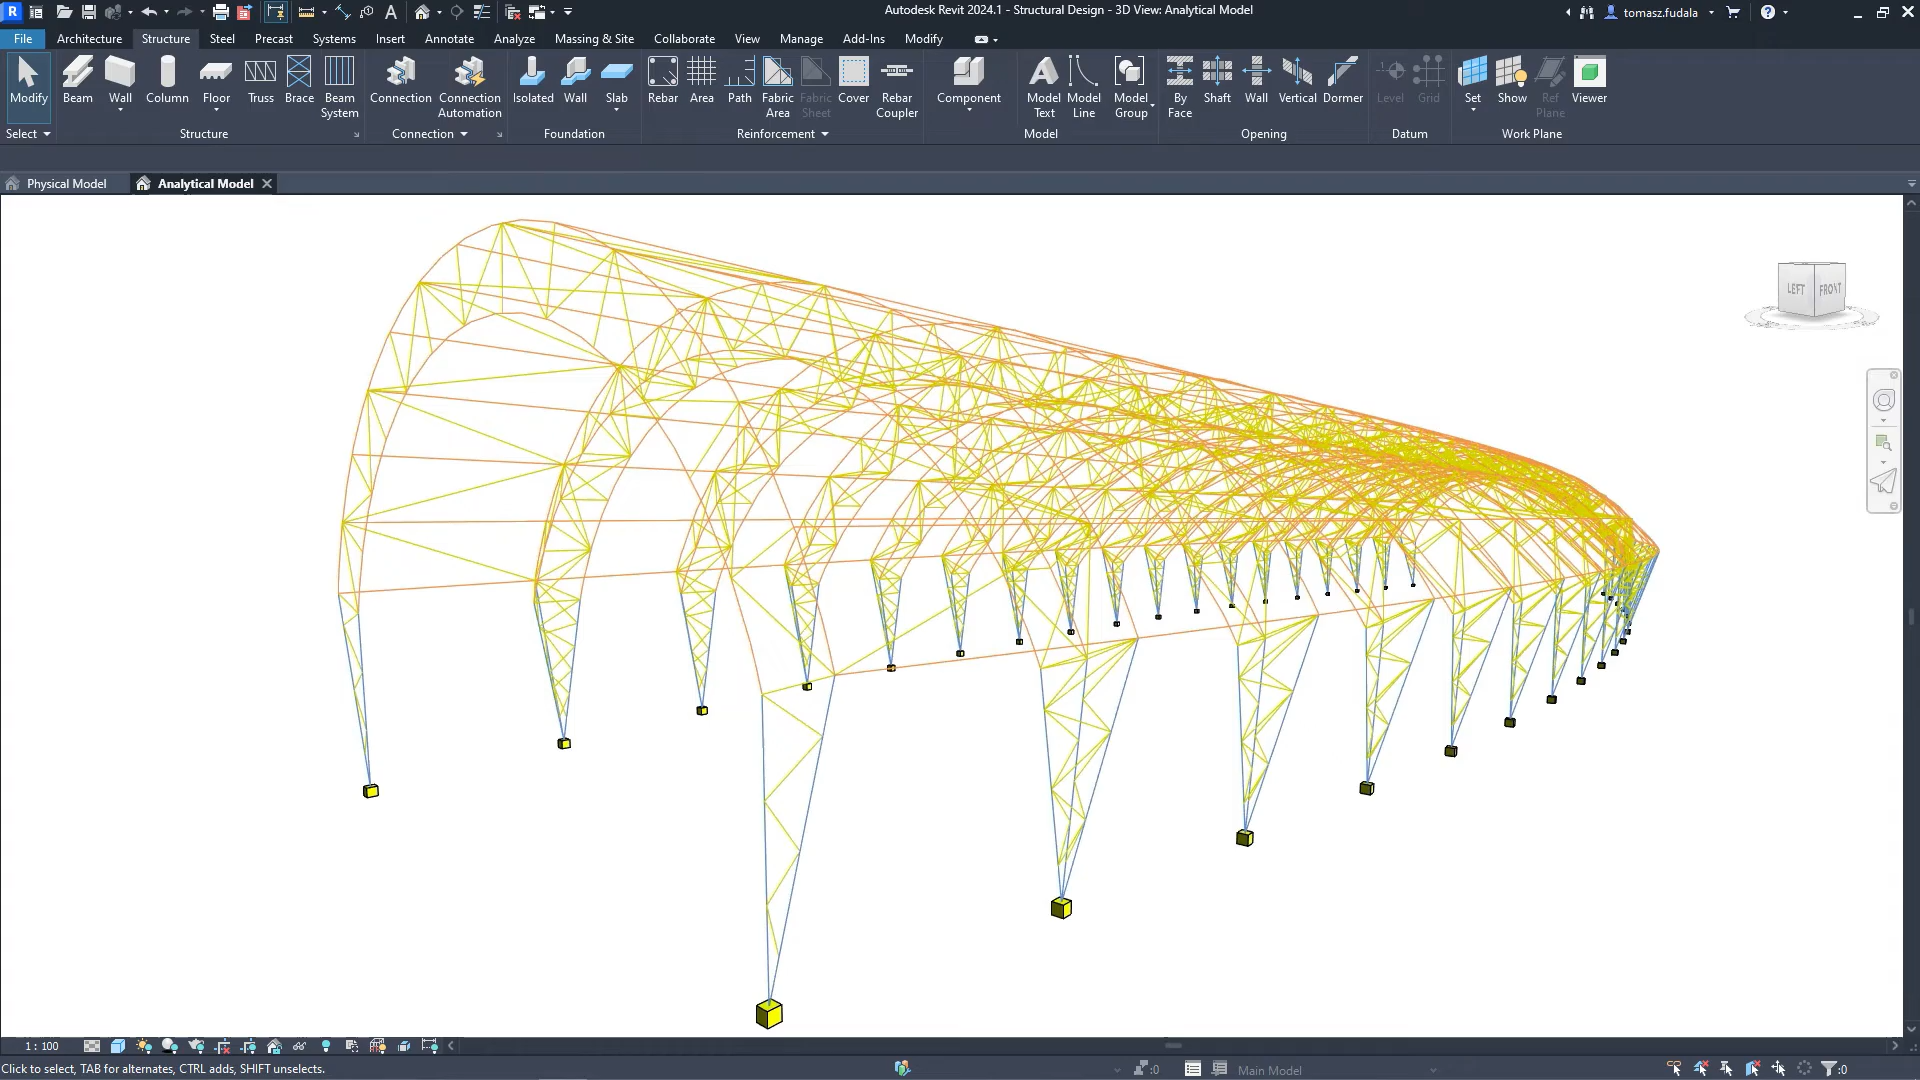 R
A
Autodesk Revit 2024.1 - Structural Design - 3D View: Analytical Model
tomasz.fudala
?
File Architecture Structure Steel Precast Systems Insert Annotate Analyze Massing & Site Collaborate View Manage Add-Ins Modify
Modify Beam Wall Column Floor Truss Brace Beam System Connection Connection Automation Isolated Wall Slab Rebar Area Path Fabric Area Fabric Sheet Cover Rebar Coupler Component Model Text Model Line Model Group By Face Shaft Wall Vertical Dormer Level Grid Set Show Ref Plane Viewer
Select Structure Connection Foundation Reinforcement Model Opening Datum Work Plane
Physical Model Analytical Model
LEFT FRONT
1 : 100
Click to select, TAB for alternates, CTRL adds, SHIFT unselects.
:0
Main Model
:0